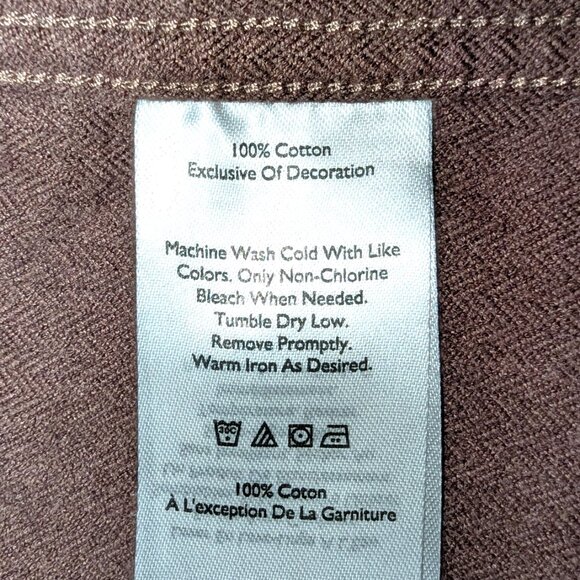 100% Cotton
Exclusive Of Decoration
Machine Wash Cold With Like
Colors. Only Non-Chlorine
Bleach When Needed.
Tumble Dry Low.
Remove Promptly.
Warm Iron As Desired.
30C
100% Coton
À L'exception De La Garniture